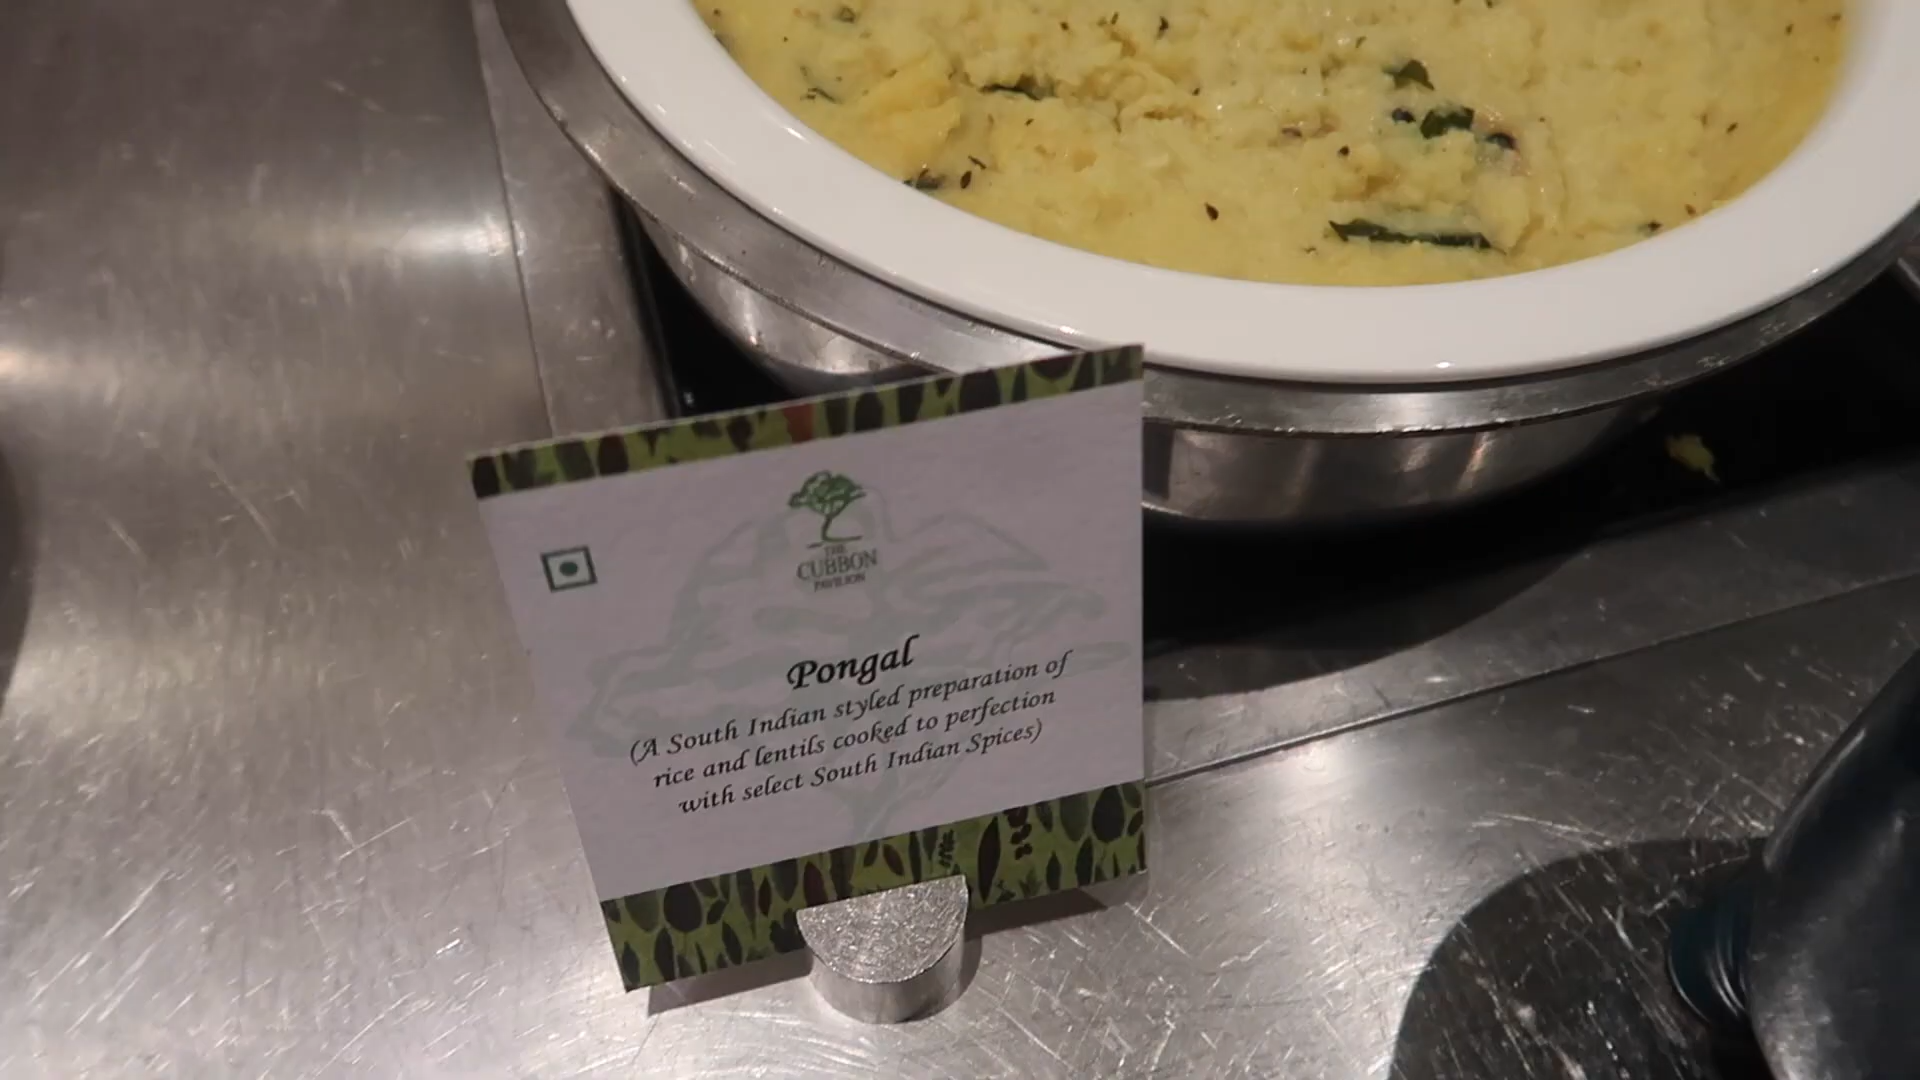 THE
CUBBON
PAVILION
Pongal
(A South Indian styled preparation of
rice and lentils cooked to perfection
with select South Indian Spices)